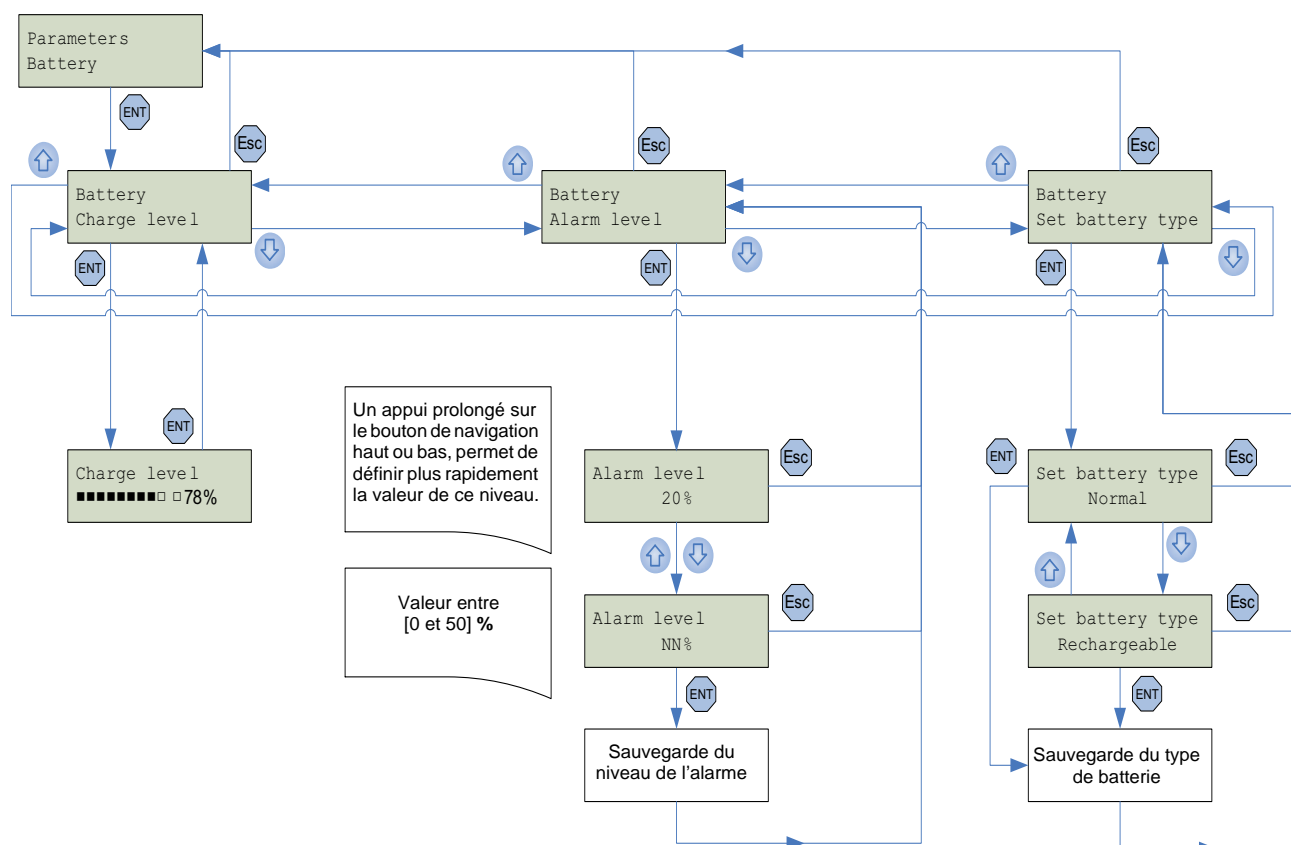 Parameters
Battery
ENT
Esc
Esc
Esc
Battery
Charge level
Battery
Alarm level
Battery
Set battery type
ENT
ENT
ENT
Un appui prolongé sur
le bouton de navigation
haut ou bas, permet de
définir plus rapidement
la valeur de ce niveau.
ENT
Charge level
78%
Esc
Alarm level
20%
ENT
Esc
Set battery type
Normal
Valeur entre
[0 et 50] %
Esc
Alarm level
NN%
Esc
Set battery type
Rechargeable
ENT
ENT
Sauvegarde du
niveau de l’alarme
Sauvegarde du type
de batterie